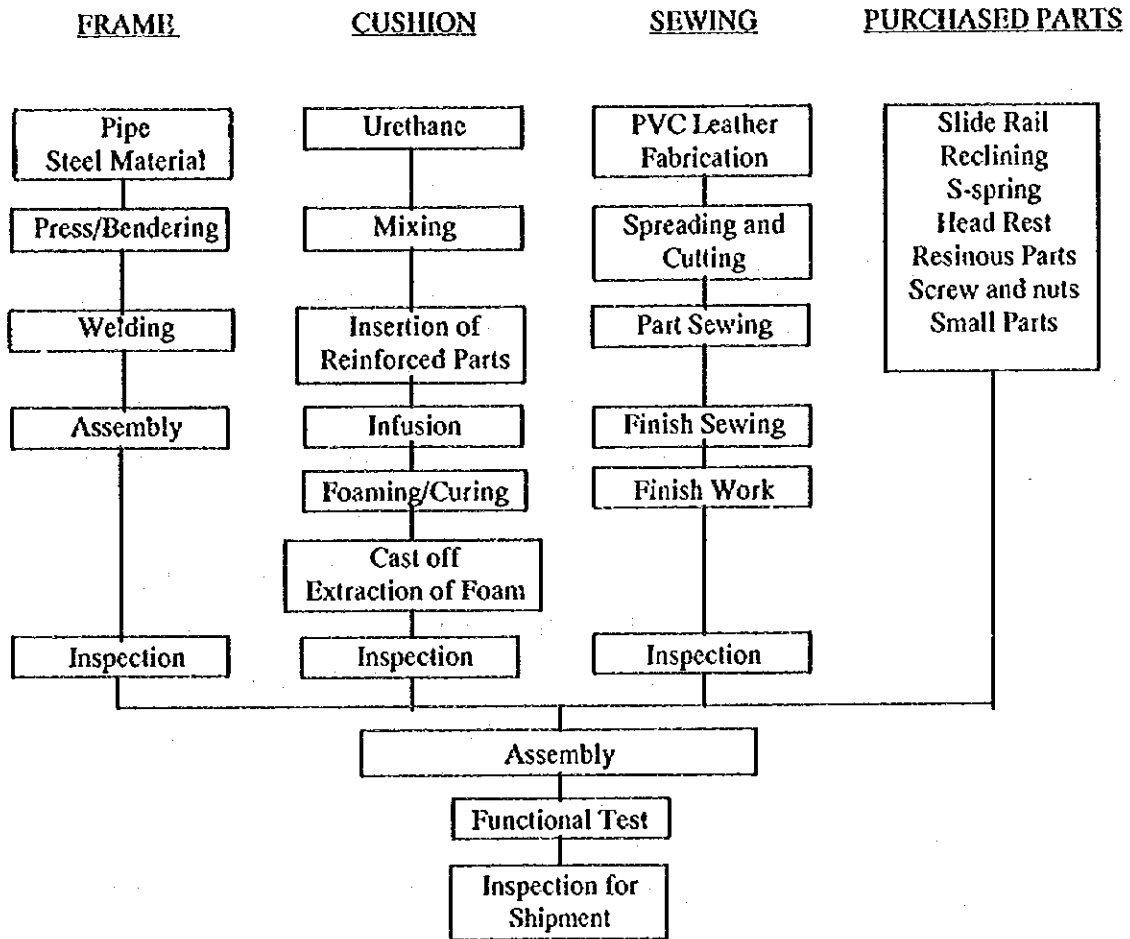 FRAME
CUSHION
SEWING
PURCHASED PARTS
Pipe
Steel Material
Press/Bendering
Welding
Assembly
Inspection
Urethane
Mixing
Insertion of
Reinforced Parts
Infusion
Foaming/Curing
Cast off
Extraction of Foam
Inspection
PVC Leather
Fabrication
Spreading and
Cutting
Part Sewing
Finish Sewing
Finish Work
Inspection
Slide Rail
Reclining
S-spring
Head Rest
Resinous Parts
Screw and nuts
Small Parts
Assembly
Functional Test
Inspection for
Shipment